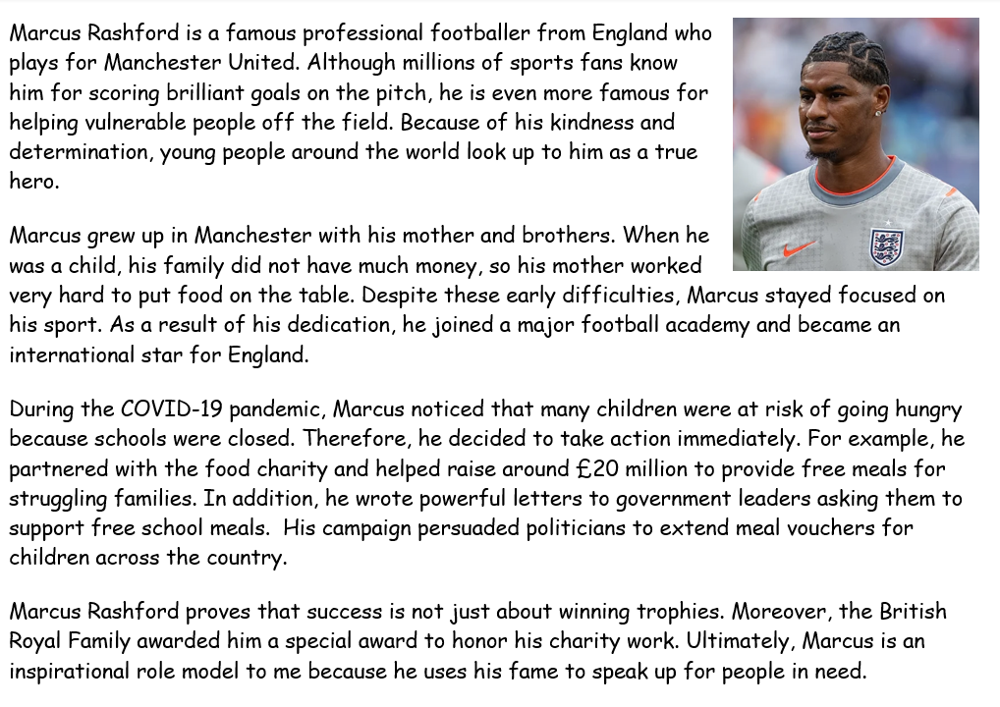 Marcus Rashford is a famous professional footballer from England who
plays for Manchester United. Although millions of sports fans know
him for scoring brilliant goals on the pitch, he is even more famous for
helping vulnerable people off the field. Because of his kindness and
determination, young people around the world look up to him as a true
hero.
Marcus grew up in Manchester with his mother and brothers. When he
was a child, his family did not have much money, so his mother worked
very hard to put food on the table. Despite these early difficulties, Marcus stayed focused on
his sport. As a result of his dedication, he joined a major football academy and became an
international star for England.
During the COVID-19 pandemic, Marcus noticed that many children were at risk of going hungry
because schools were closed. Therefore, he decided to take action immediately. For example, he
partnered with the food charity and helped raise around £20 million to provide free meals for
struggling families. In addition, he wrote powerful letters to government leaders asking them to
support free school meals.  His campaign persuaded politicians to extend meal vouchers for
children across the country.
Marcus Rashford proves that success is not just about winning trophies. Moreover, the British
Royal Family awarded him a special award to honor his charity work. Ultimately, Marcus is an
inspirational role model to me because he uses his fame to speak up for people in need.